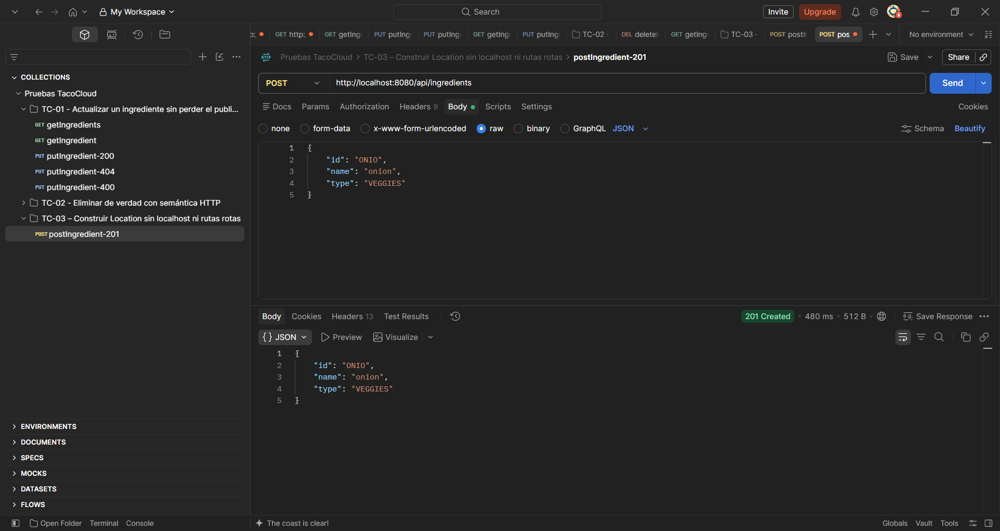 My Workspace
Search
Invite
Upgrade
GET http:
GET getIng
PUT puting
PUT puting
GET getIng
PUT puting
TC-02 -
DEL deletel
GET getIng
TC-03 -
POST postIr
POST pos
No environment
Pruebas TacoCloud > TC-03 – Construir Location sin localhost ni rutas rotas > postIngredient-201
Save
Share
COLLECTIONS
Pruebas TacoCloud
TC-01 - Actualizar un ingrediente sin perder el publi...
GET getIngredients
GET getIngredient
PUT putIngredient-200
PUT putIngredient-404
PUT putIngredient-400
TC-02 - Eliminar de verdad con semántica HTTP
TC-03 – Construir Location sin localhost ni rutas rotas
POST postIngredient-201
ENVIRONMENTS
DOCUMENTS
SPECS
MOCKS
DATASETS
FLOWS
HTTP
POST
http://localhost:8080/api/ingredients
Send
Docs
Params
Authorization
Headers 9
Body
Scripts
Settings
Cookies
none
form-data
x-www-form-urlencoded
raw
binary
GraphQL
JSON
Schema
Beautify
1 {
2 "id": "ONIO",
3 "name": "onion",
4 "type": "VEGGIES"
5 }
Body
Cookies
Headers 13
Test Results
201 Created
480 ms
512 B
e.g. Save Response
{} JSON
Preview
Visualize
1 {
2 "id": "ONIO",
3 "name": "onion",
4 "type": "VEGGIES"
5 }
Open Folder
Terminal
Console
The coast is clear!
Globals
Vault
Tools